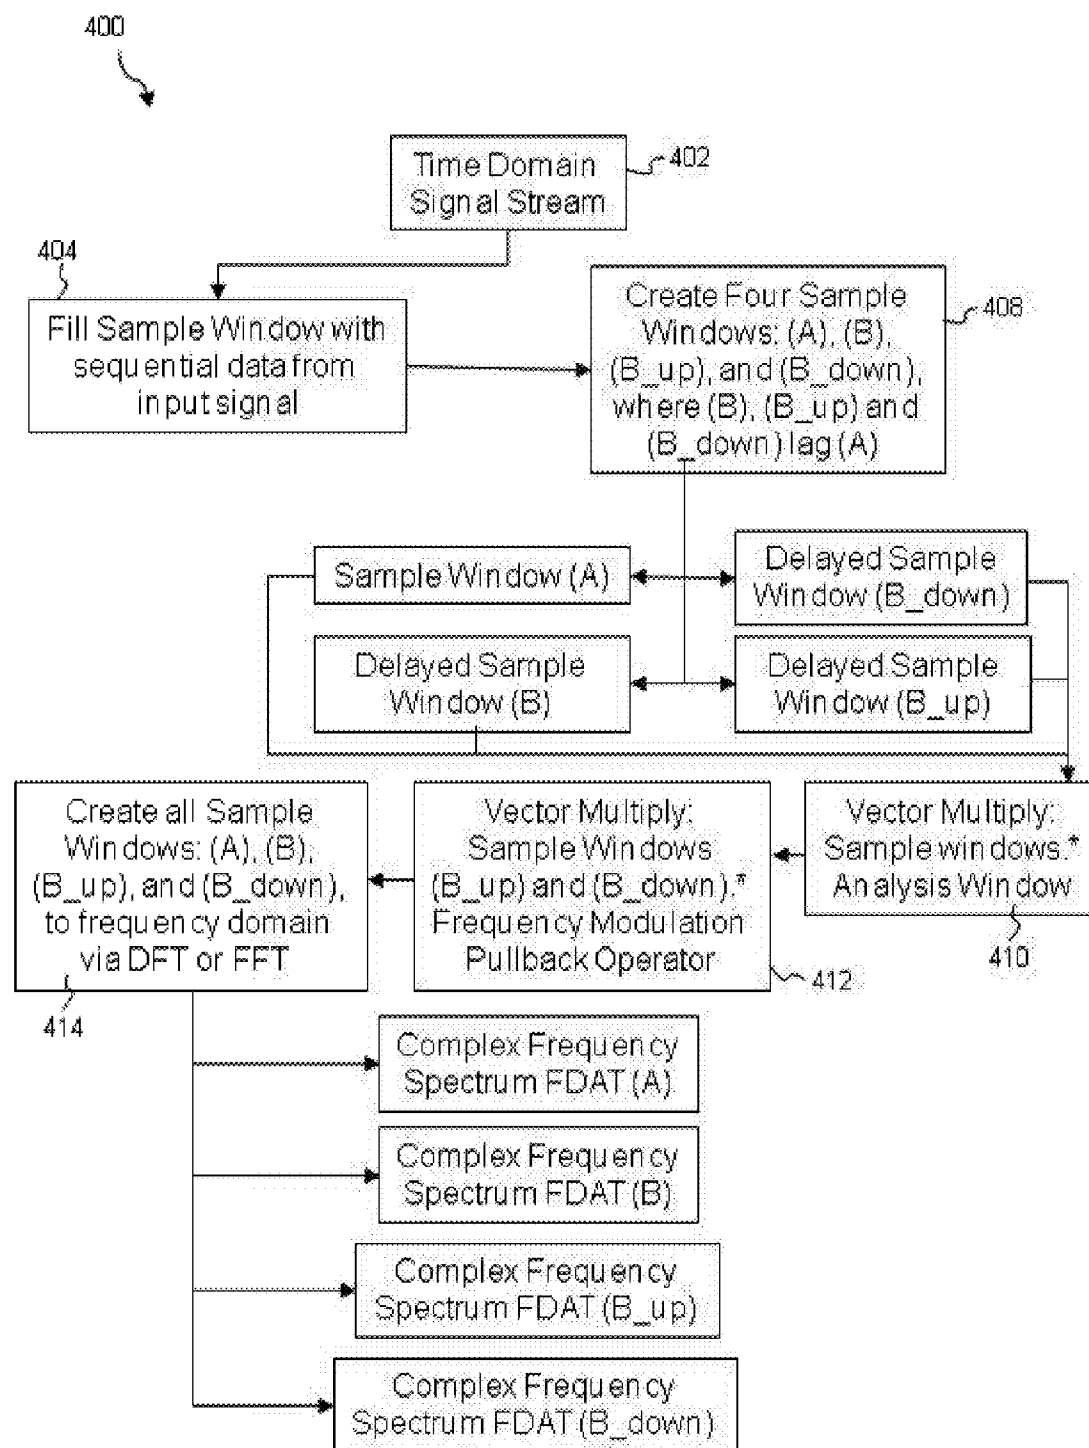 400
Time Domain
Signal Stream
402
404
Fill Sample Window with
sequential data from
input signal
Create Four Sample
Windows: (A), (B),
(B_up), and (B_down),
where (B), (B_up) and
(B_down) lag (A)
408
Sample Window (A)
Delayed Sample
Window (B_down)
Delayed Sample
Window (B)
Delayed Sample
Window (B_up)
Create all Sample
Windows: (A), (B),
(B_up), and (B_down),
to frequency domain
via DFT or FFT
414
Vector Multiply:
Sample Windows
(B_up) and (B_down).*
Frequency Modulation
Pullback Operator
412
Vector Multiply:
Sample windows.*
Analysis Window
410
Complex Frequency
Spectrum FDAT (A)
Complex Frequency
Spectrum FDAT (B)
Complex Frequency
Spectrum FDAT (B_up)
Complex Frequency
Spectrum FDAT (B_down)